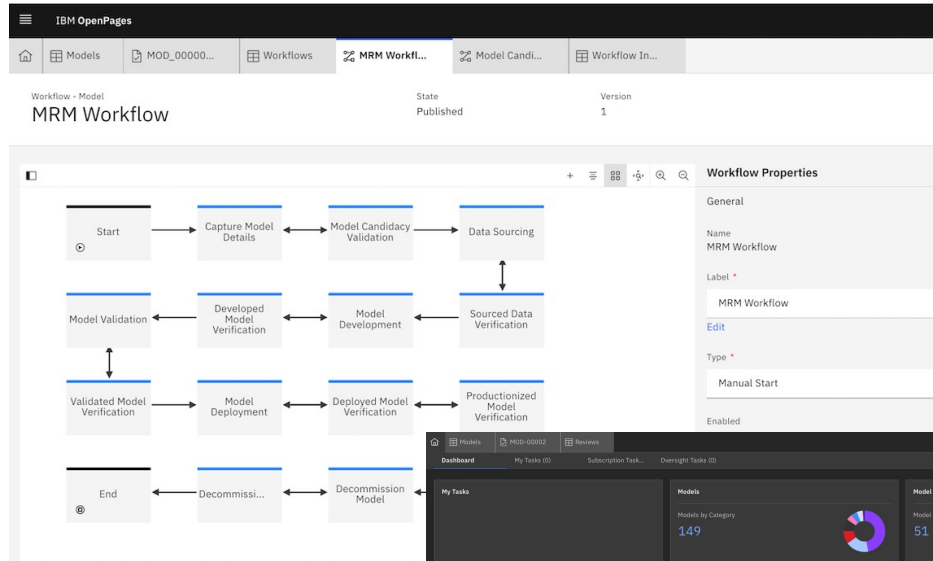 IBM OpenPages
Models
MOD_00000...
Workflows
MRM Workfl...
Model Candi...
Workflow In...
Workflow - Model
MRM Workflow
State
Published
Version
1
Workflow Properties
General
Name
MRM Workflow
Label *
MRM Workflow
Edit
Type *
Manual Start
Enabled
Start
Capture Model
Details
Model Candidacy
Validation
Data Sourcing
Model Validation
Developed
Model
Verification
Model
Development
Sourced Data
Verification
Validated Model
Verification
Model
Deployment
Deployed Model
Verification
Productionized
Model
Verification
End
Decommissi...
Decommission
Model
Models
MOD-00002
Reviews
Dashboard
My Tasks (0)
Subscription Task...
Oversight Tasks (0)
My Tasks
Models
Models by Category
149
Model
Model
51